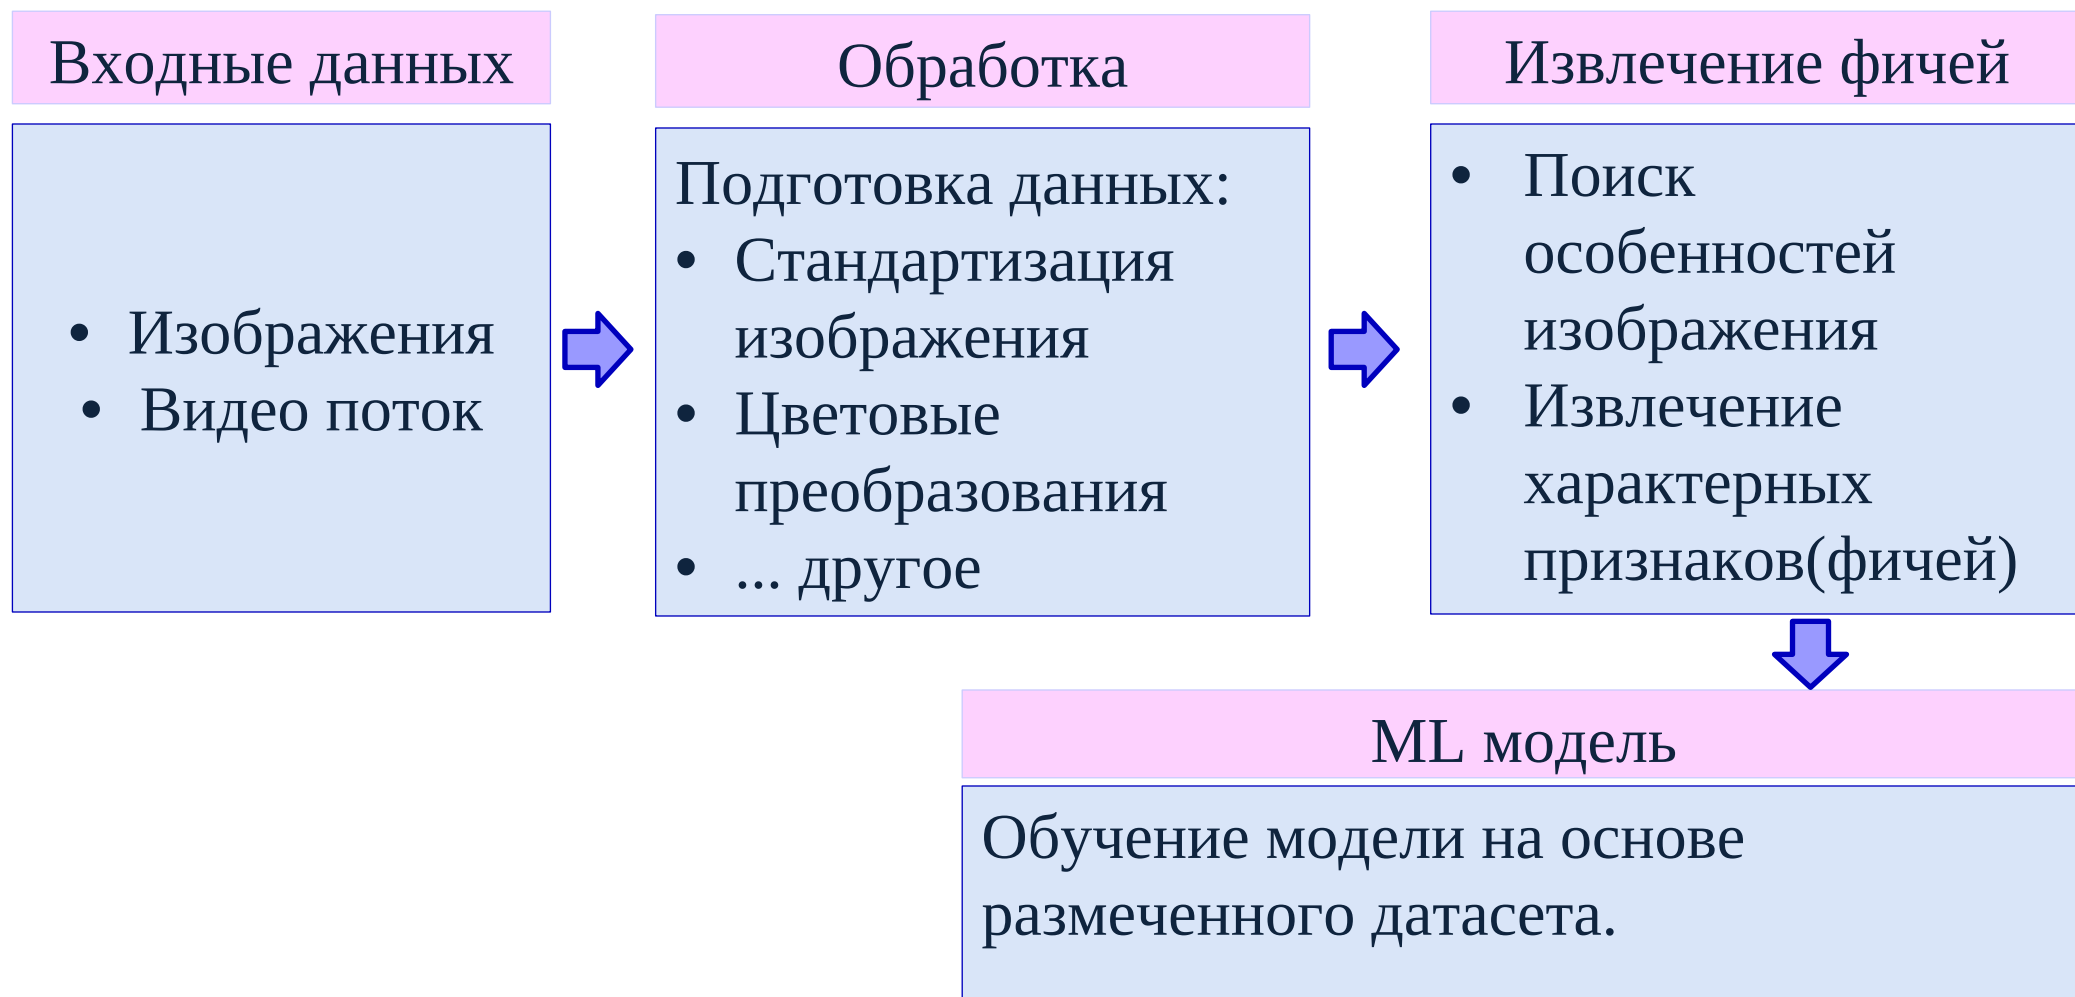 Входные данных
• Изображения
• Видео поток
Обработка
Подготовка данных:
• Стандартизация
изображения
• Цветовые
преобразования
• ... другое
Извлечение фичей
• Поиск
особенностей
изображения
• Извлечение
характерных
признаков(фичей)
ML модель
Обучение модели на основе
размеченного датасета.